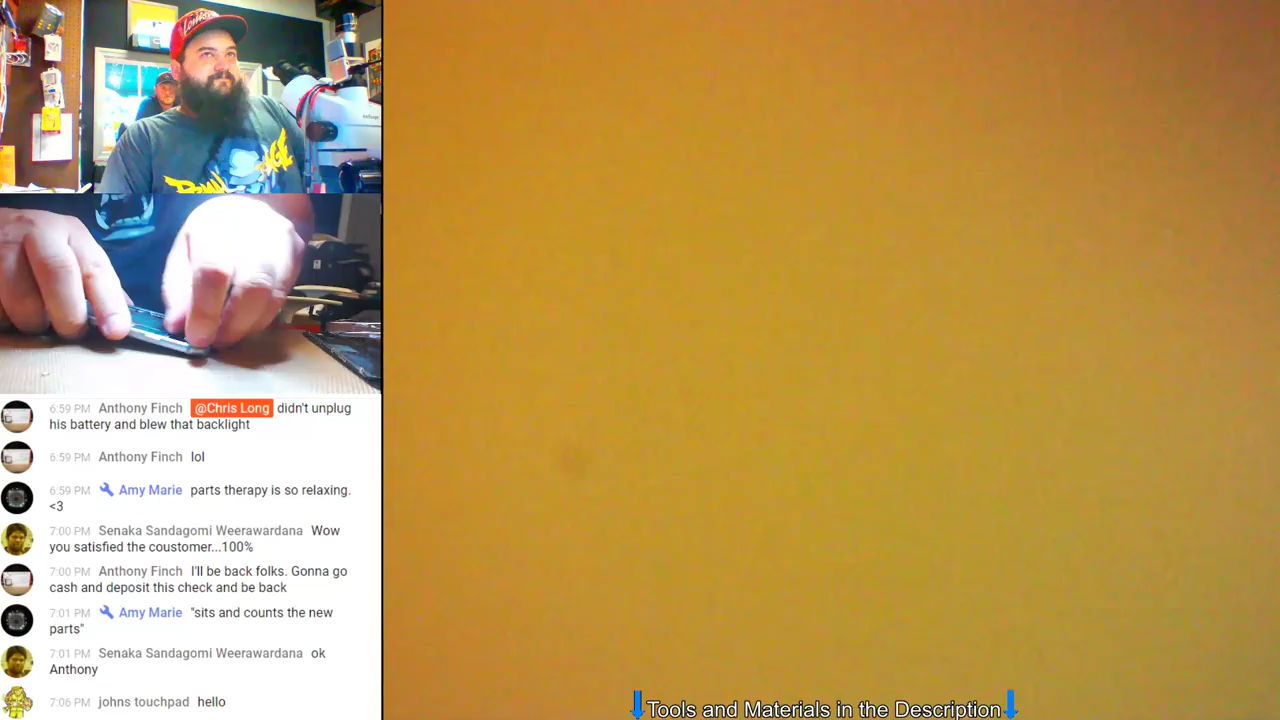 6:59 PM Anthony Finch @Chris Long didn't unplug
his battery and blew that backlight
6:59 PM Anthony Finch lol
6:59 PM Amy Marie parts therapy is so relaxing.
<3
7:00 PM Senaka Sandagomi Weerawardana Wow
you satisfied the coustomer...100%
7:00 PM Anthony Finch I'll be back folks. Gonna go
cash and deposit this check and be back
7:01 PM Amy Marie "sits and counts the new
parts"
7:01 PM Senaka Sandagomi Weerawardana ok
Anthony
7:06 PM johns touchpad hello
Tools and Materials in the Description